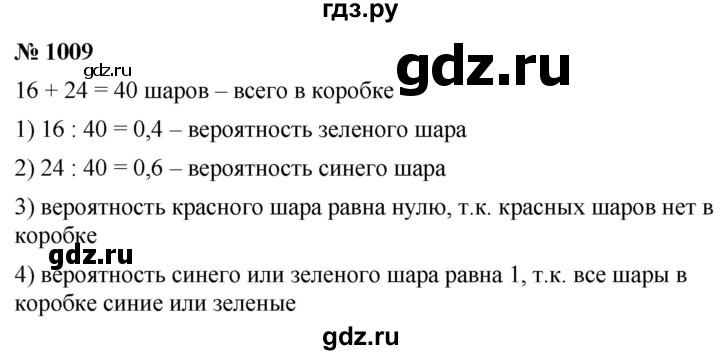 гдз.ру
№ 1009
gdz.ru
16 + 24 = 40 шаров – всего в коробке
gdz.ru
1) 16 : 40 = 0,4 – вероятность зеленого шара
2) 24 : 40 = 0,6 – вероятность синего шара
3) вероятность красного шара равна нулю, т.к. красных шаров нет в
коробке
gdz.ru
4) вероятность синего или зеленого шара равна 1, т.к. все шары в
коробке синие или зеленые
gdz.ru